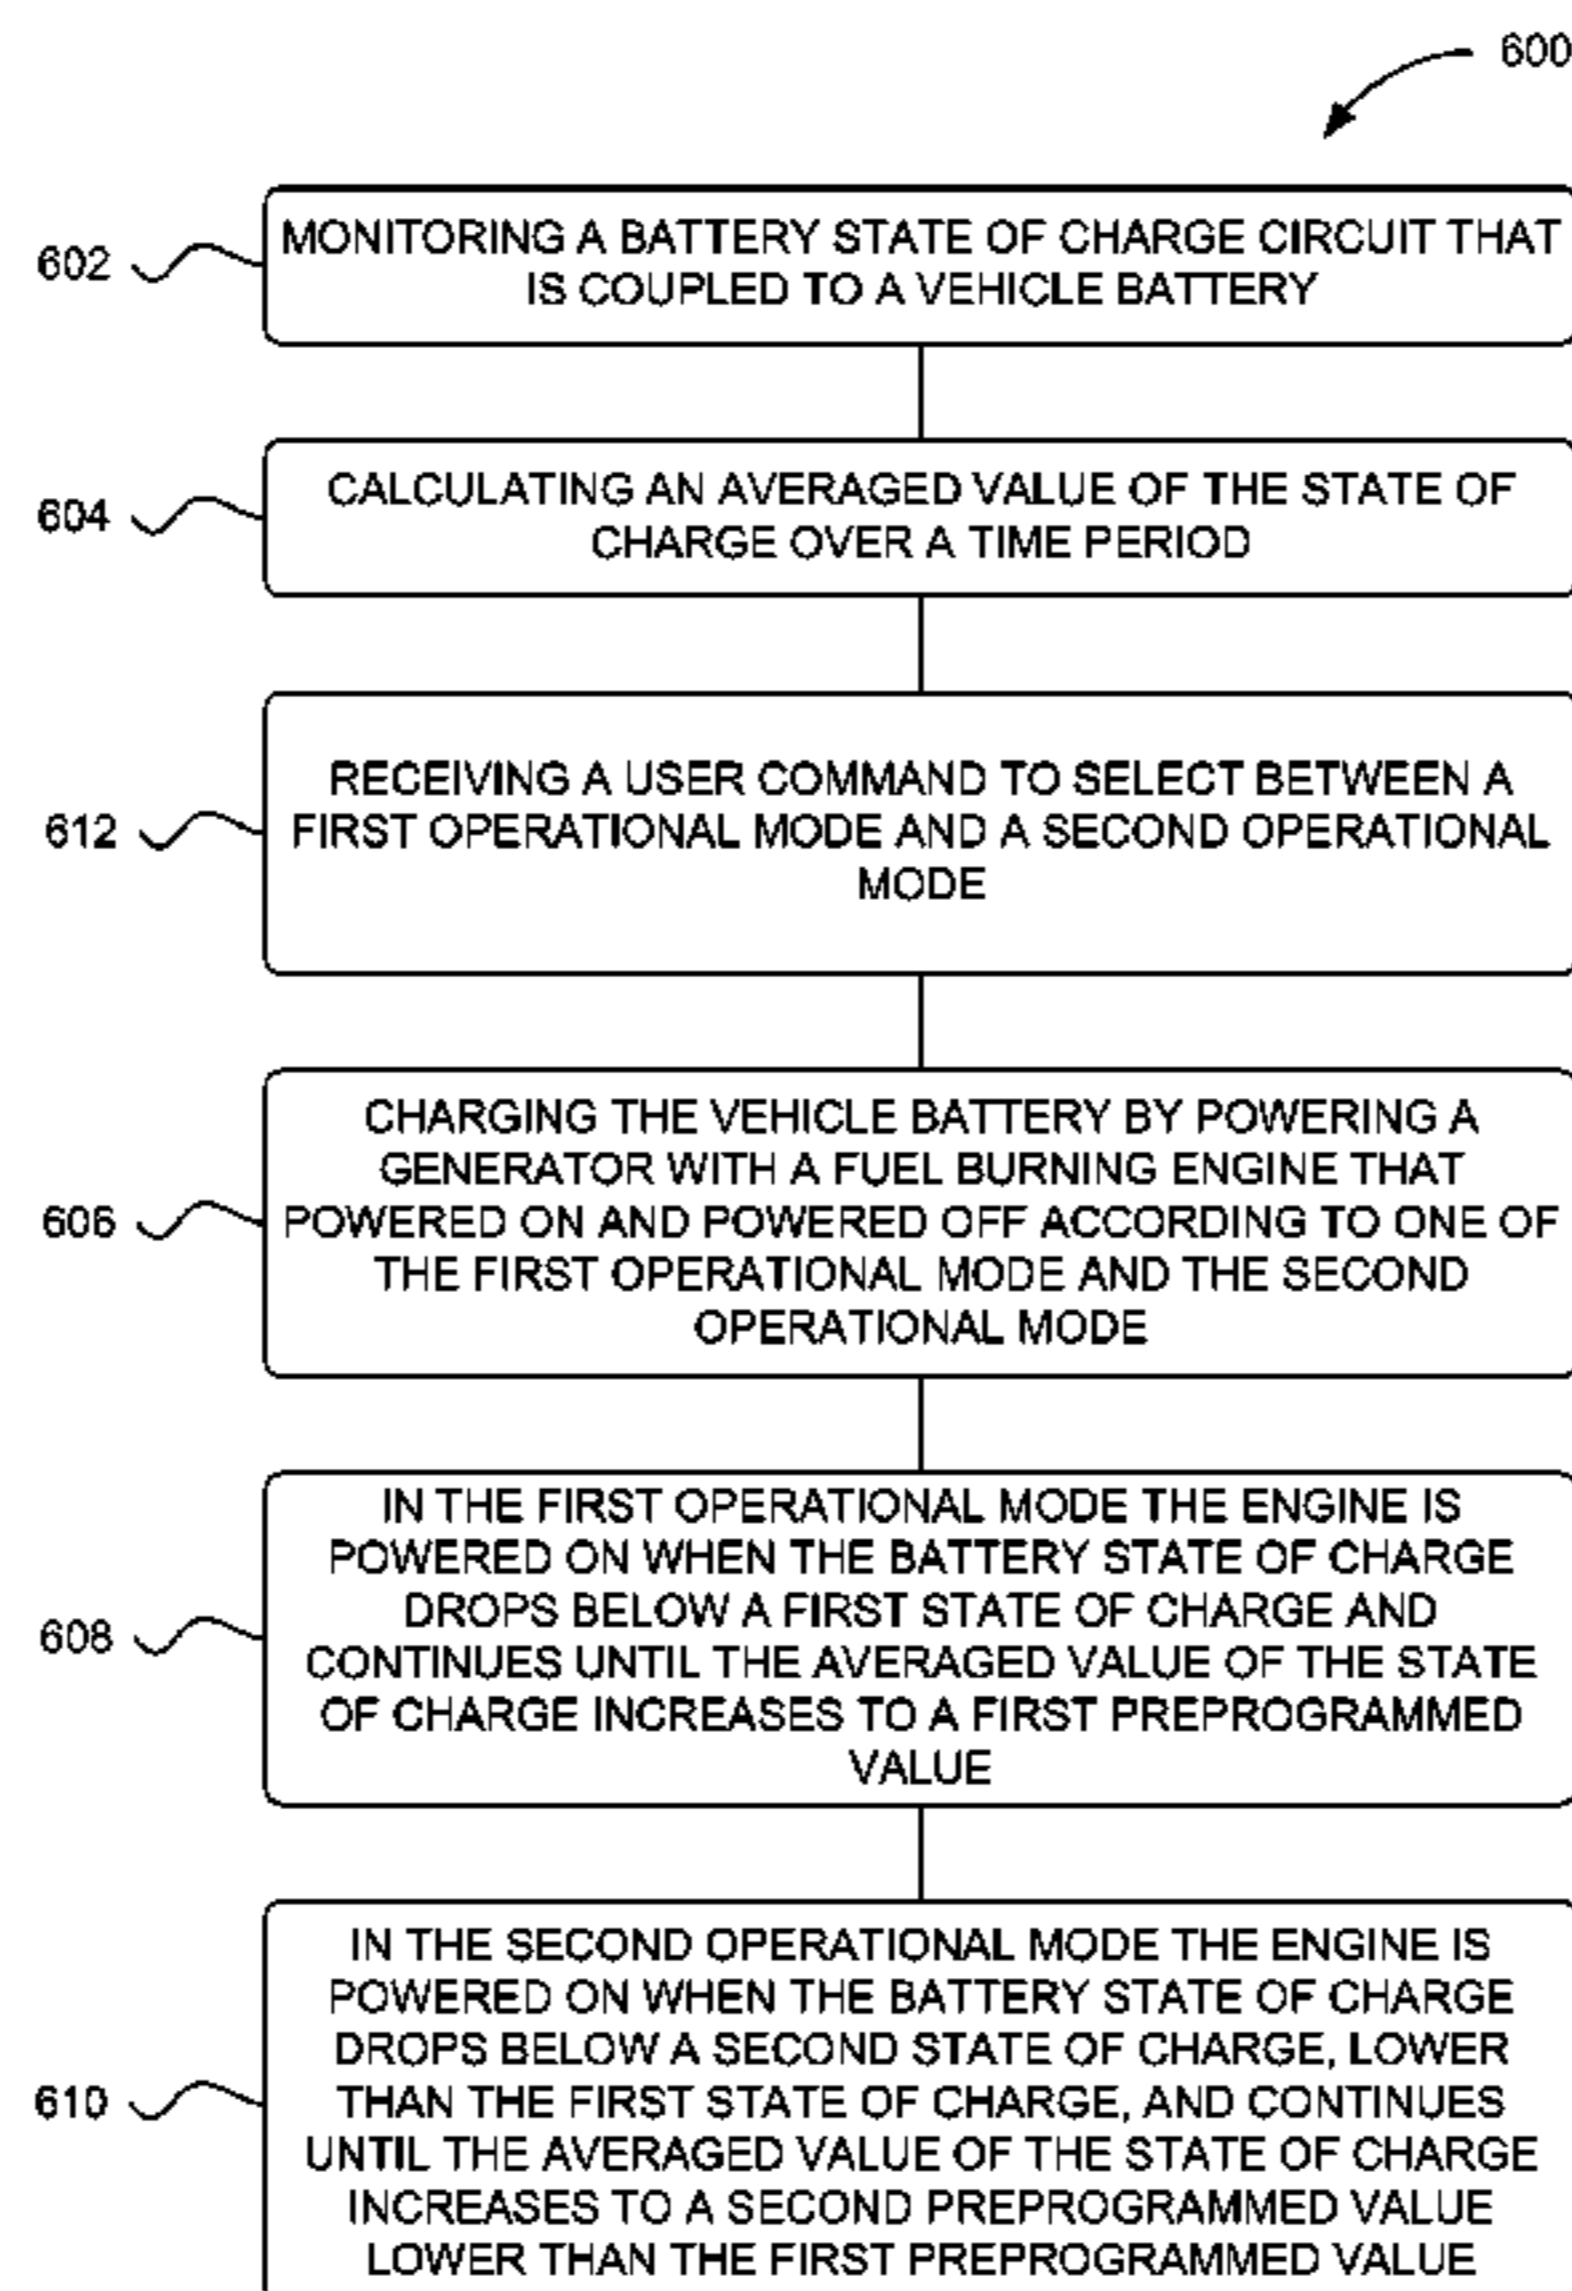 600
602
MONITORING A BATTERY STATE OF CHARGE CIRCUIT THAT
IS COUPLED TO A VEHICLE BATTERY
604
CALCULATING AN AVERAGED VALUE OF THE STATE OF
CHARGE OVER A TIME PERIOD
612
RECEIVING A USER COMMAND TO SELECT BETWEEN A
FIRST OPERATIONAL MODE AND A SECOND OPERATIONAL
MODE
606
CHARGING THE VEHICLE BATTERY BY POWERING A
GENERATOR WITH A FUEL BURNING ENGINE THAT
POWERED ON AND POWERED OFF ACCORDING TO ONE OF
THE FIRST OPERATIONAL MODE AND THE SECOND
OPERATIONAL MODE
608
IN THE FIRST OPERATIONAL MODE THE ENGINE IS
POWERED ON WHEN THE BATTERY STATE OF CHARGE
DROPS BELOW A FIRST STATE OF CHARGE AND
CONTINUES UNTIL THE AVERAGED VALUE OF THE STATE
OF CHARGE INCREASES TO A FIRST PREPROGRAMMED
VALUE
610
IN THE SECOND OPERATIONAL MODE THE ENGINE IS
POWERED ON WHEN THE BATTERY STATE OF CHARGE
DROPS BELOW A SECOND STATE OF CHARGE, LOWER
THAN THE FIRST STATE OF CHARGE, AND CONTINUES
UNTIL THE AVERAGED VALUE OF THE STATE OF CHARGE
INCREASES TO A SECOND PREPROGRAMMED VALUE
LOWER THAN THE FIRST PREPROGRAMMED VALUE